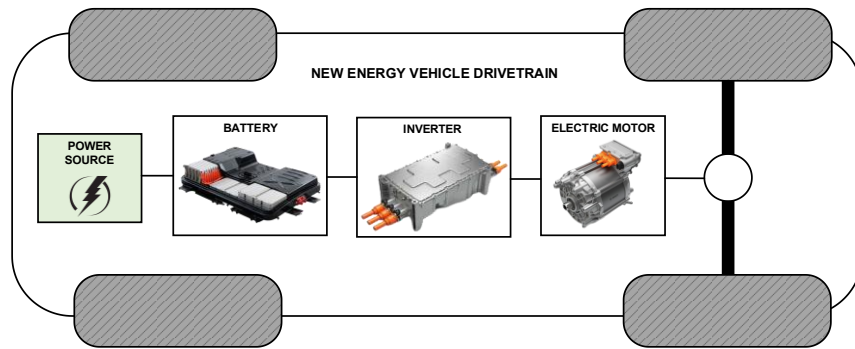 NEW ENERGY VEHICLE DRIVETRAIN
POWER
SOURCE
BATTERY
INVERTER
ELECTRIC MOTOR